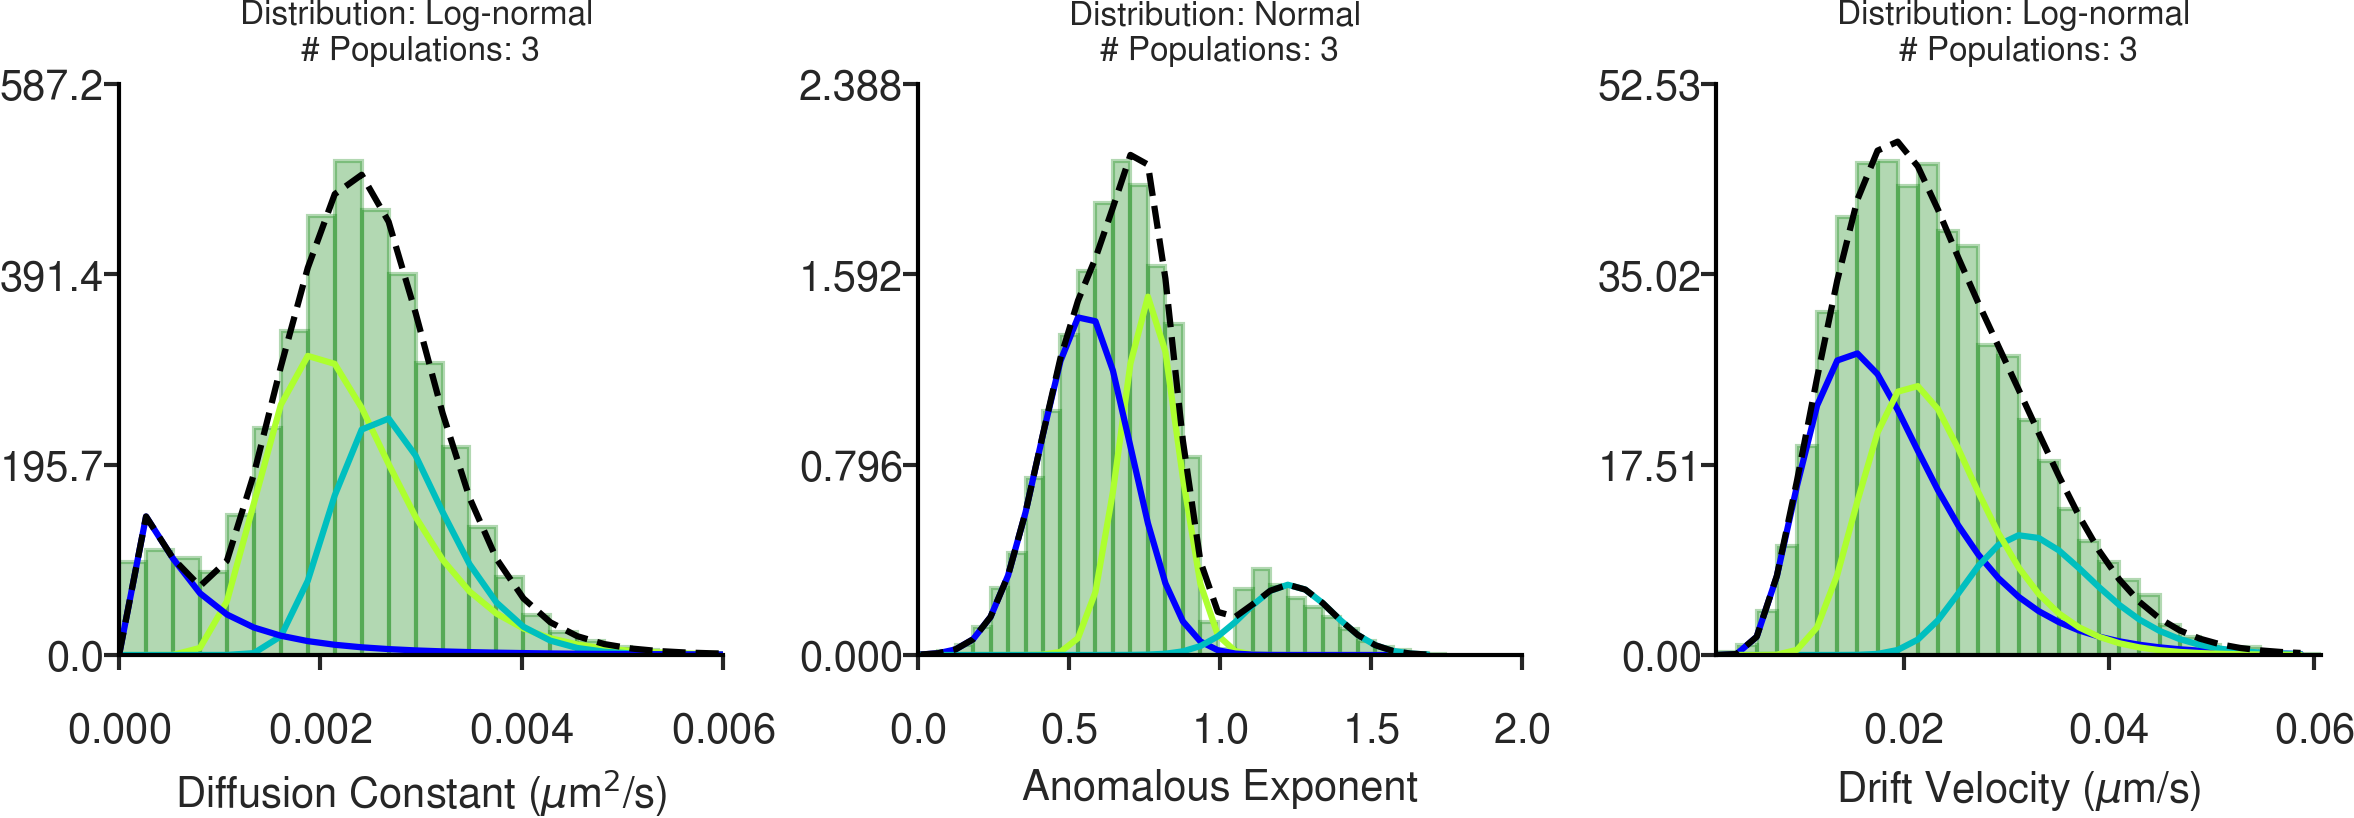 Distribution: Log-normal
# Populations: 3
587.2
391.4
195.7
0.0
0.000 0.002 0.004 0.006
Diffusion Constant (μm²/s)
Distribution: Normal
# Populations: 3
2.388
1.592
0.796
0.000
0.0 0.5 1.0 1.5 2.0
Anomalous Exponent
Distribution: Log-normal
# Populations: 3
52.53
35.02
17.51
0.00
0.02 0.04 0.06
Drift Velocity (μm/s)